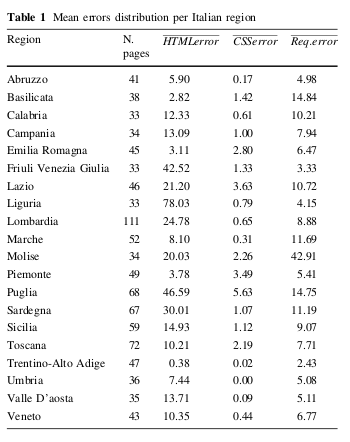 Table 1 Mean errors distribution per Italian region
Region N. pages HTMLerror CSSerror Req.error
Abruzzo 41 5.90 0.17 4.98
Basilicata 38 2.82 1.42 14.84
Calabria 33 12.33 0.61 10.21
Campania 34 13.09 1.00 7.94
Emilia Romagna 45 3.11 2.80 6.47
Friuli Venezia Giulia 33 42.52 1.33 3.33
Lazio 46 21.20 3.63 10.72
Liguria 33 78.03 0.79 4.15
Lombardia 111 24.78 0.65 8.88
Marche 52 8.10 0.31 11.69
Molise 34 20.03 2.26 42.91
Piemonte 49 3.78 3.49 5.41
Puglia 68 46.59 5.63 14.75
Sardegna 67 30.01 1.07 11.19
Sicilia 59 14.93 1.12 9.07
Toscana 72 10.21 2.19 7.71
Trentino-Alto Adige 47 0.38 0.02 2.43
Umbria 36 7.44 0.00 5.08
Valle D'aosta 35 13.71 0.09 5.11
Veneto 43 10.35 0.44 6.77